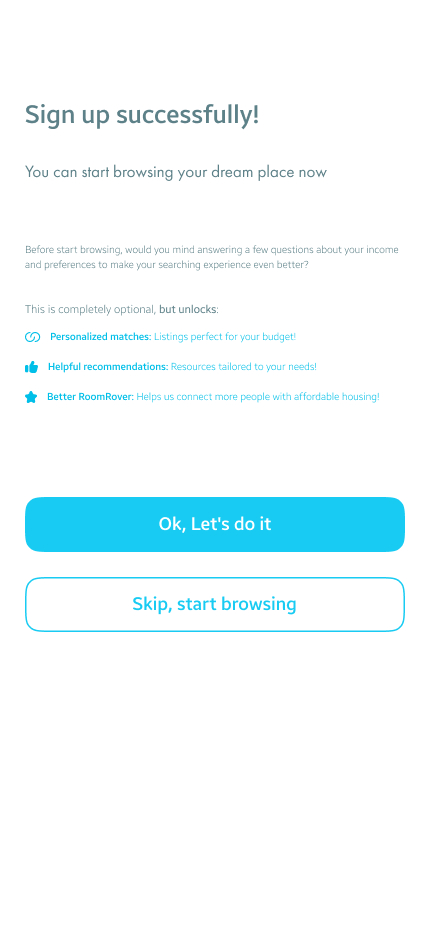 Sign up successfully!
You can start browsing your dream place now
Before start browsing, would you mind answering a few questions about your income
and preferences to make your searching experience even better?
This is completely optional, but unlocks:
Personalized matches: Listings perfect for your budget!
Helpful recommendations: Resources tailored to your needs!
Better RoomRover: Helps us connect more people with affordable housing!
Ok, Let's do it
Skip, start browsing